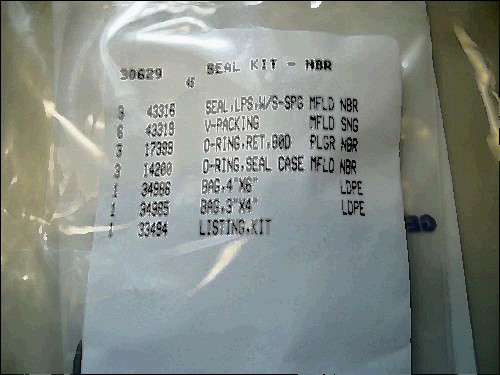 30629 SEAL KIT - NBR
45
3 43316 SEAL,LPS,W/S-SPG MFLD NBR
6 43319 V-PACKING MFLD SNG
3 17399 O-RING,RET,80D PLGR NBR
3 14200 O-RING,SEAL CASE MFLD NBR
1 34986 BAG,4"X6" LDPE
1 34985 BAG,3"X4" LDPE
1 33494 LISTING,KIT